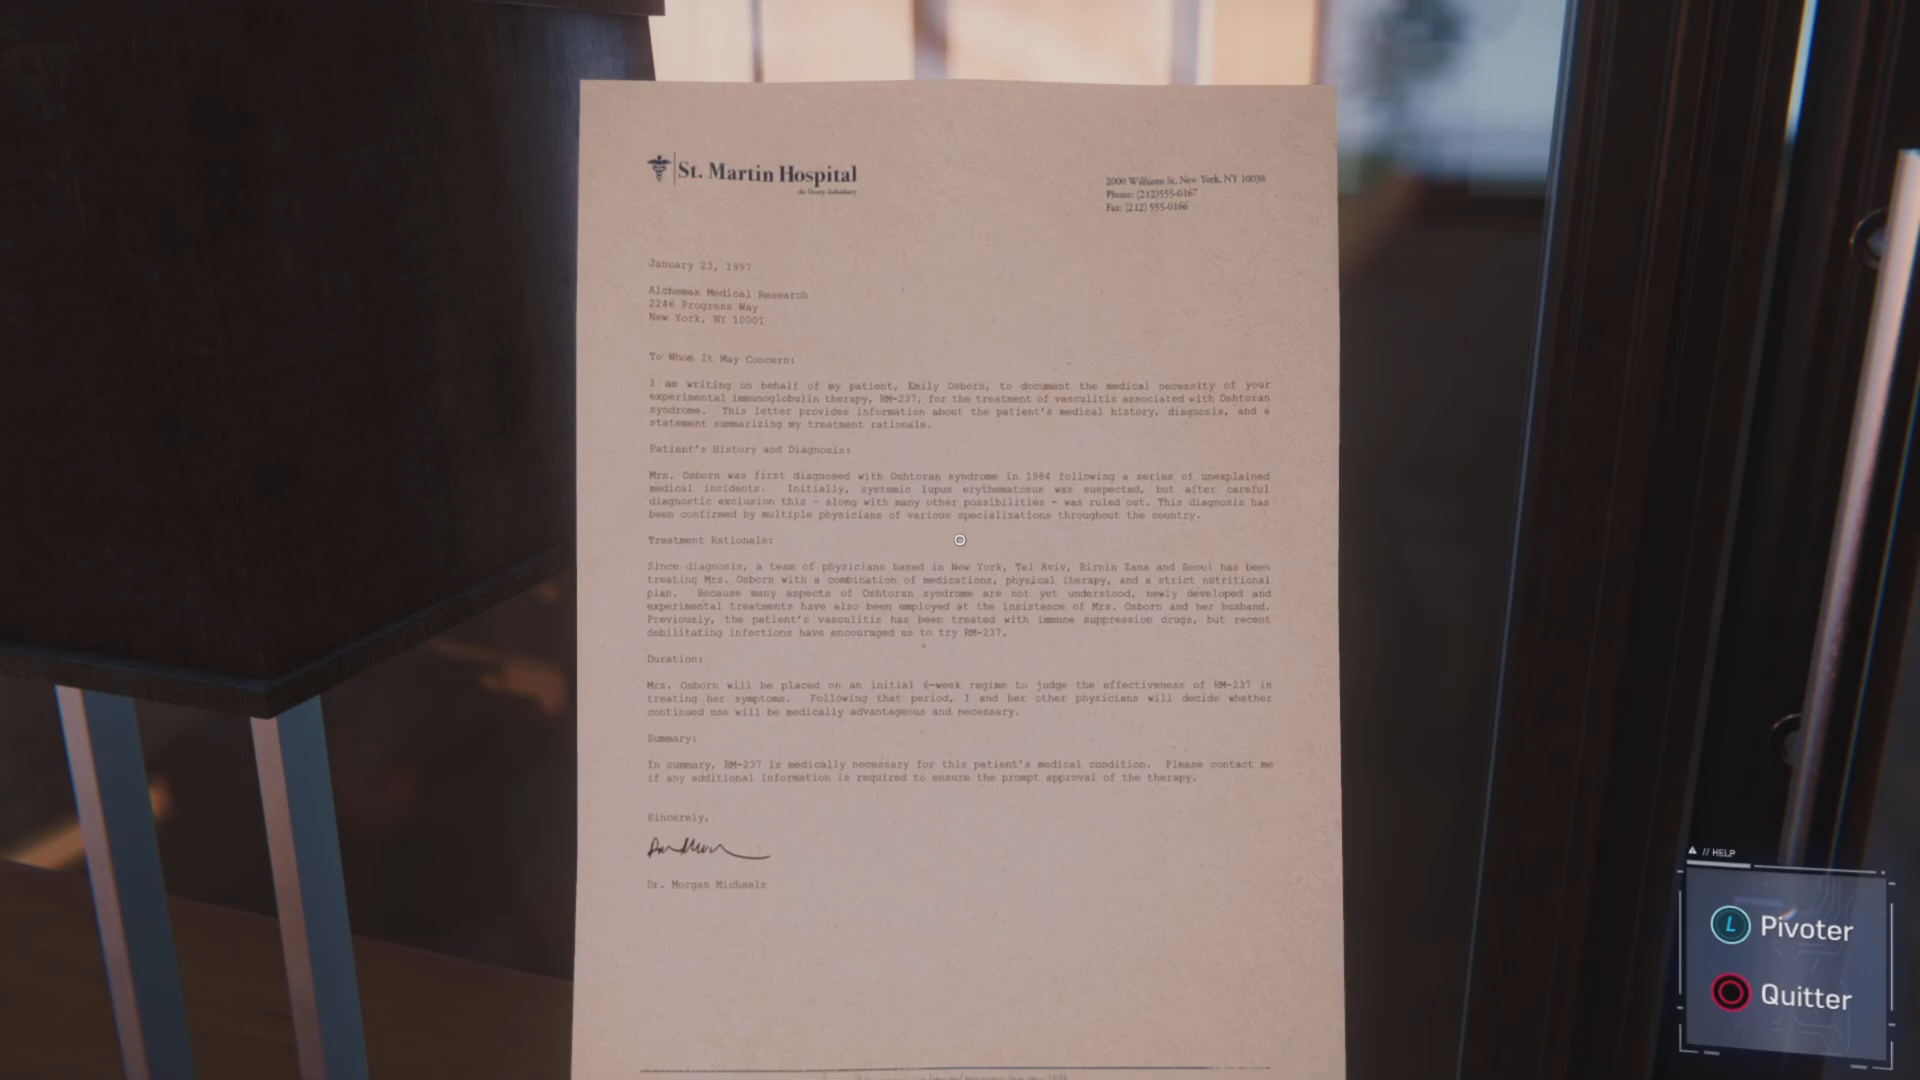 St. Martin Hospital
2000 Williams St. New York, NY 10038
Phone: (212)555-0167
Fax: (212) 555-0166
January 23, 1997
Alchemax Medical Research
2246 Progress Way
New York, NY 10001
To Whom It May Concern:
I am writing on behalf of my patient, Emily Osborn, to document the medical necessity of your
experimental immunoglobulin therapy, RM-237, for the treatment of vasculitis associated with Oshtoran
syndrome. This letter provides information about the patient's medical history, diagnosis, and a
statement summarizing my treatment rationale.
Patient's History and Diagnosis:
Mrs. Osborn was first diagnosed with Oshtoran syndrome in 1984 following a series of unexplained
medical incidents. Initially, systemic lupus erythematosus was suspected, but after careful
diagnostic exclusion this - along with many other possibilities - was ruled out. This diagnosis has
been confirmed by multiple physicians of various specializations throughout the country.
Treatment Rationale:
Since diagnosis, a team of physicians based in New York, Tel Aviv, Birnin Zana and Seoul has been
treating Mrs. Osborn with a combination of medications, physical therapy, and a strict nutritional
plan. Because many aspects of Oshtoran syndrome are not yet understood, newly developed and
experimental treatments have also been employed at the insistence of Mrs. Osborn and her husband.
Previously, the patient's vasculitis has been treated with immune suppression drugs, but recent
debilitating infections have encouraged us to try RM-237.
Duration:
Mrs. Osborn will be placed on an initial 6-week regime to judge the effectiveness of RM-237 in
treating her symptoms. Following that period, I and her other physicians will decide whether
continued use will be medically advantageous and necessary.
Summary:
In summary, RM-237 is medically necessary for this patient's medical condition. Please contact me
if any additional information is required to ensure the prompt approval of the therapy.
Sincerely,
Dr. Morgan Michaels
// HELP
L Pivoter
Quitter